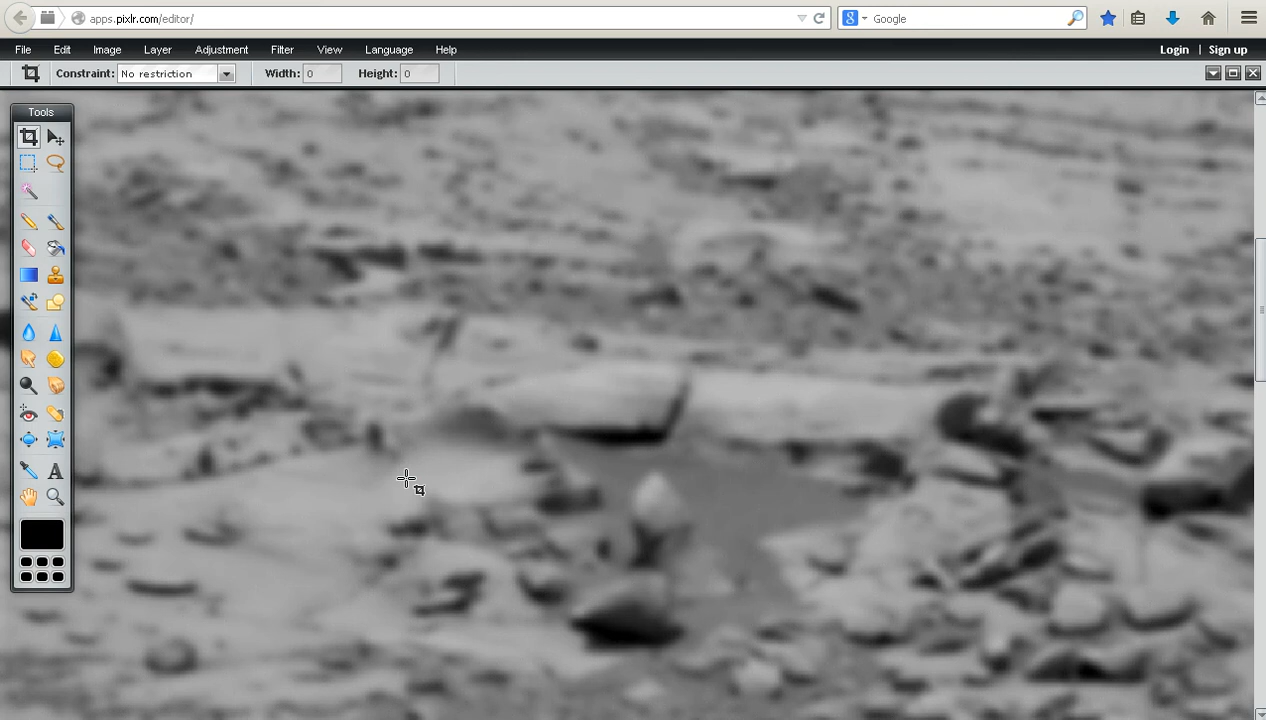 apps.pixlr.com/editor/
Google
File Edit Image Layer Adjustment Filter View Language Help Login | Sign up
Constraint: No restriction Width: 0 Height: 0
Tools